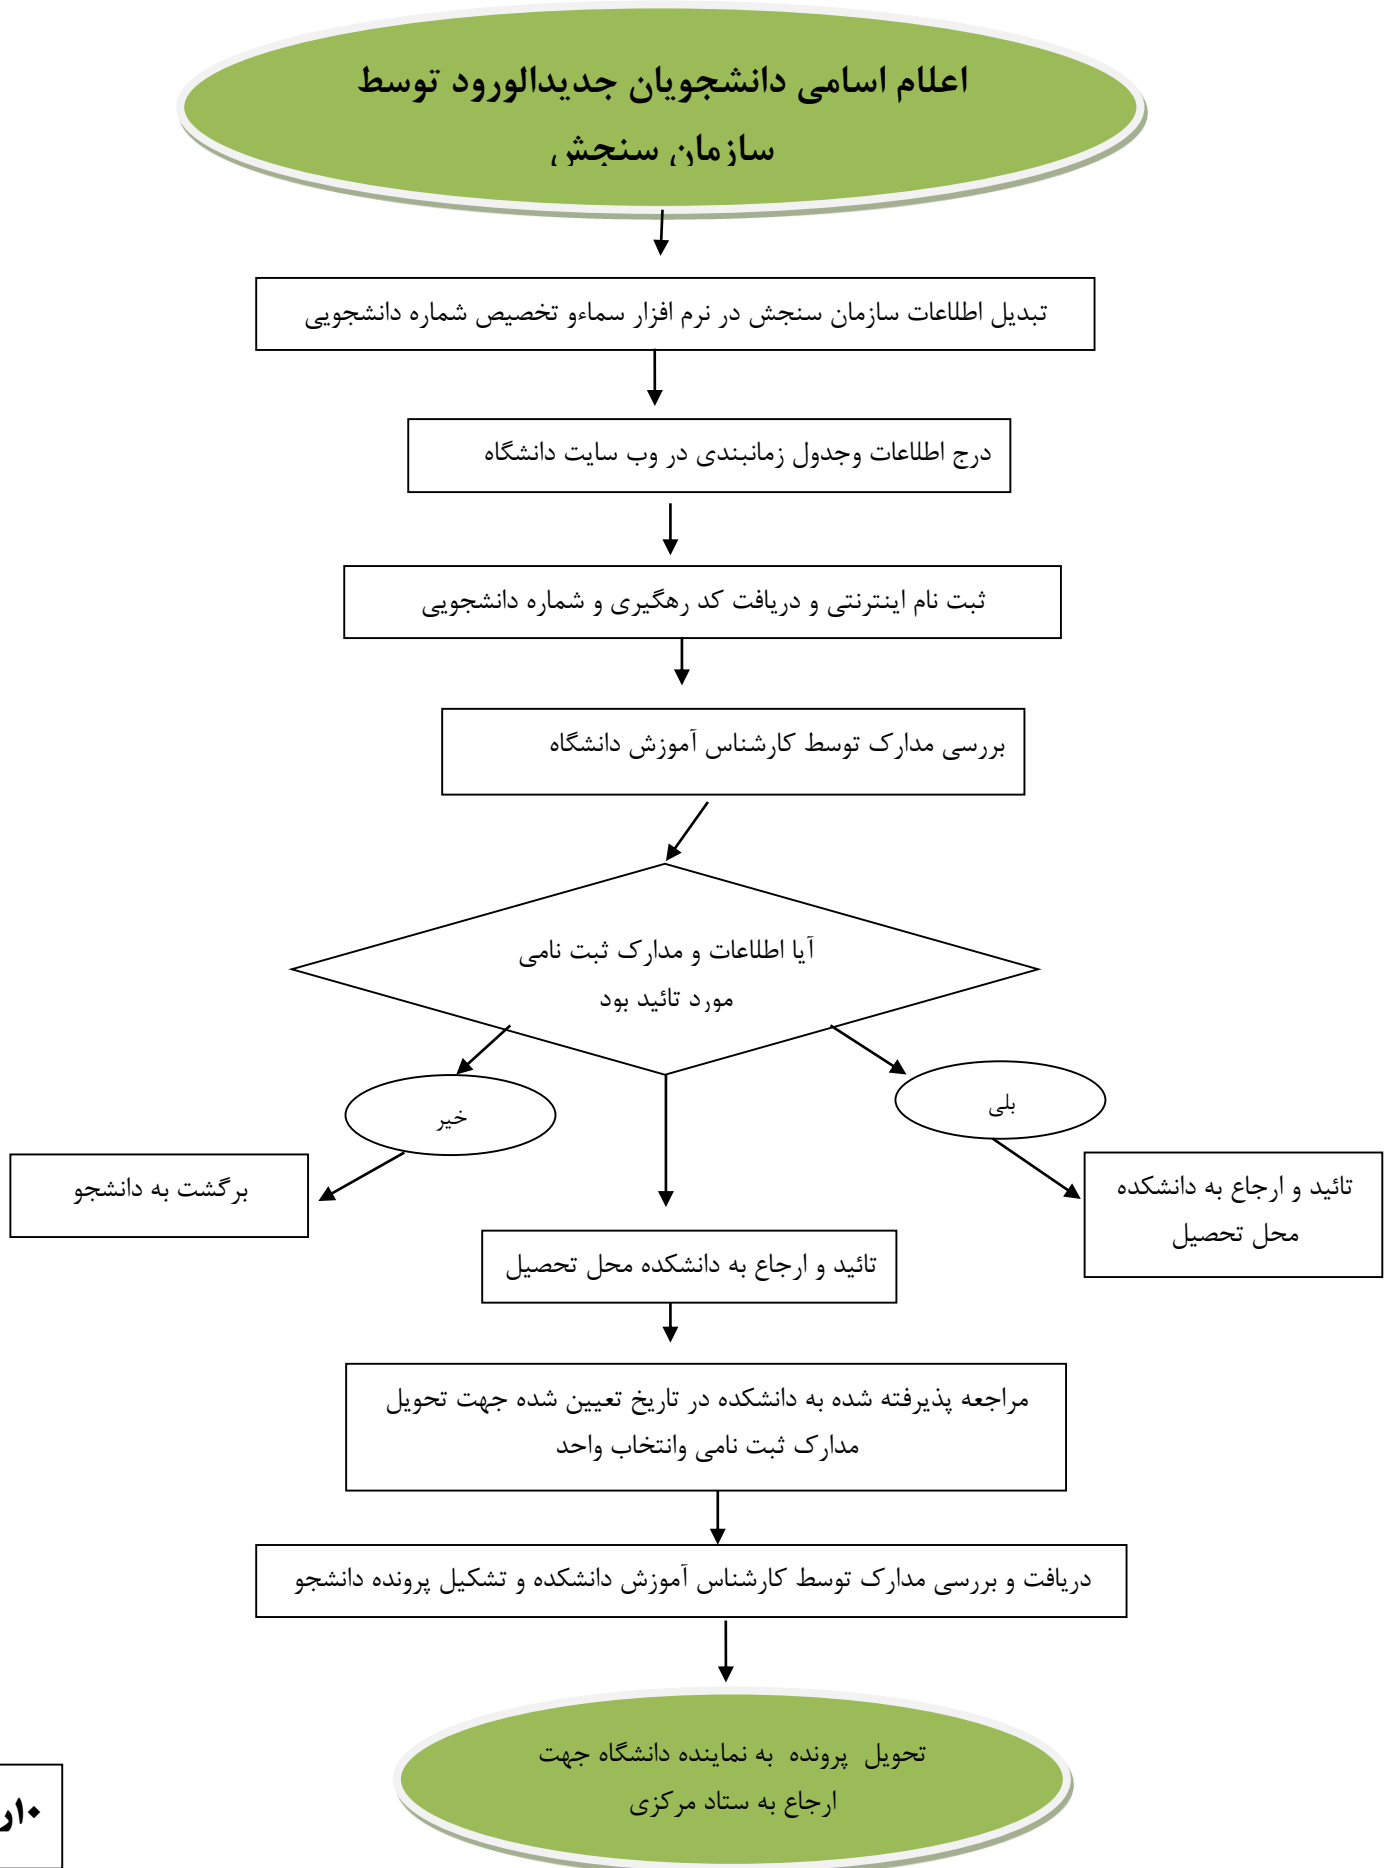 اعلام اسامی دانشجویان جدیدالورود توسط
سازمان سنجش
تبدیل اطلاعات سازمان سنجش در نرم افزار سماءو تخصیص شماره دانشجویی
درج اطلاعات وجدول زمانبندی در وب سایت دانشگاه
ثبت نام اینترنتی و دریافت کد رهگیری و شماره دانشجویی
بررسی مدارک توسط کارشناس آموزش دانشگاه
آیا اطلاعات و مدارک ثبت نامی
مورد تائید بود
بلی
خیر
تائید و ارجاع به دانشکده
محل تحصیل
برگشت به دانشجو
تائید و ارجاع به دانشکده محل تحصیل
مراجعه پذیرفته شده به دانشکده در تاریخ تعیین شده جهت تحویل
مدارک ثبت نامی وانتخاب واحد
دریافت و بررسی مدارک توسط کارشناس آموزش دانشکده و تشکیل پرونده دانشجو
تحویل پرونده به نماینده دانشگاه جهت
ارجاع به ستاد مرکزی